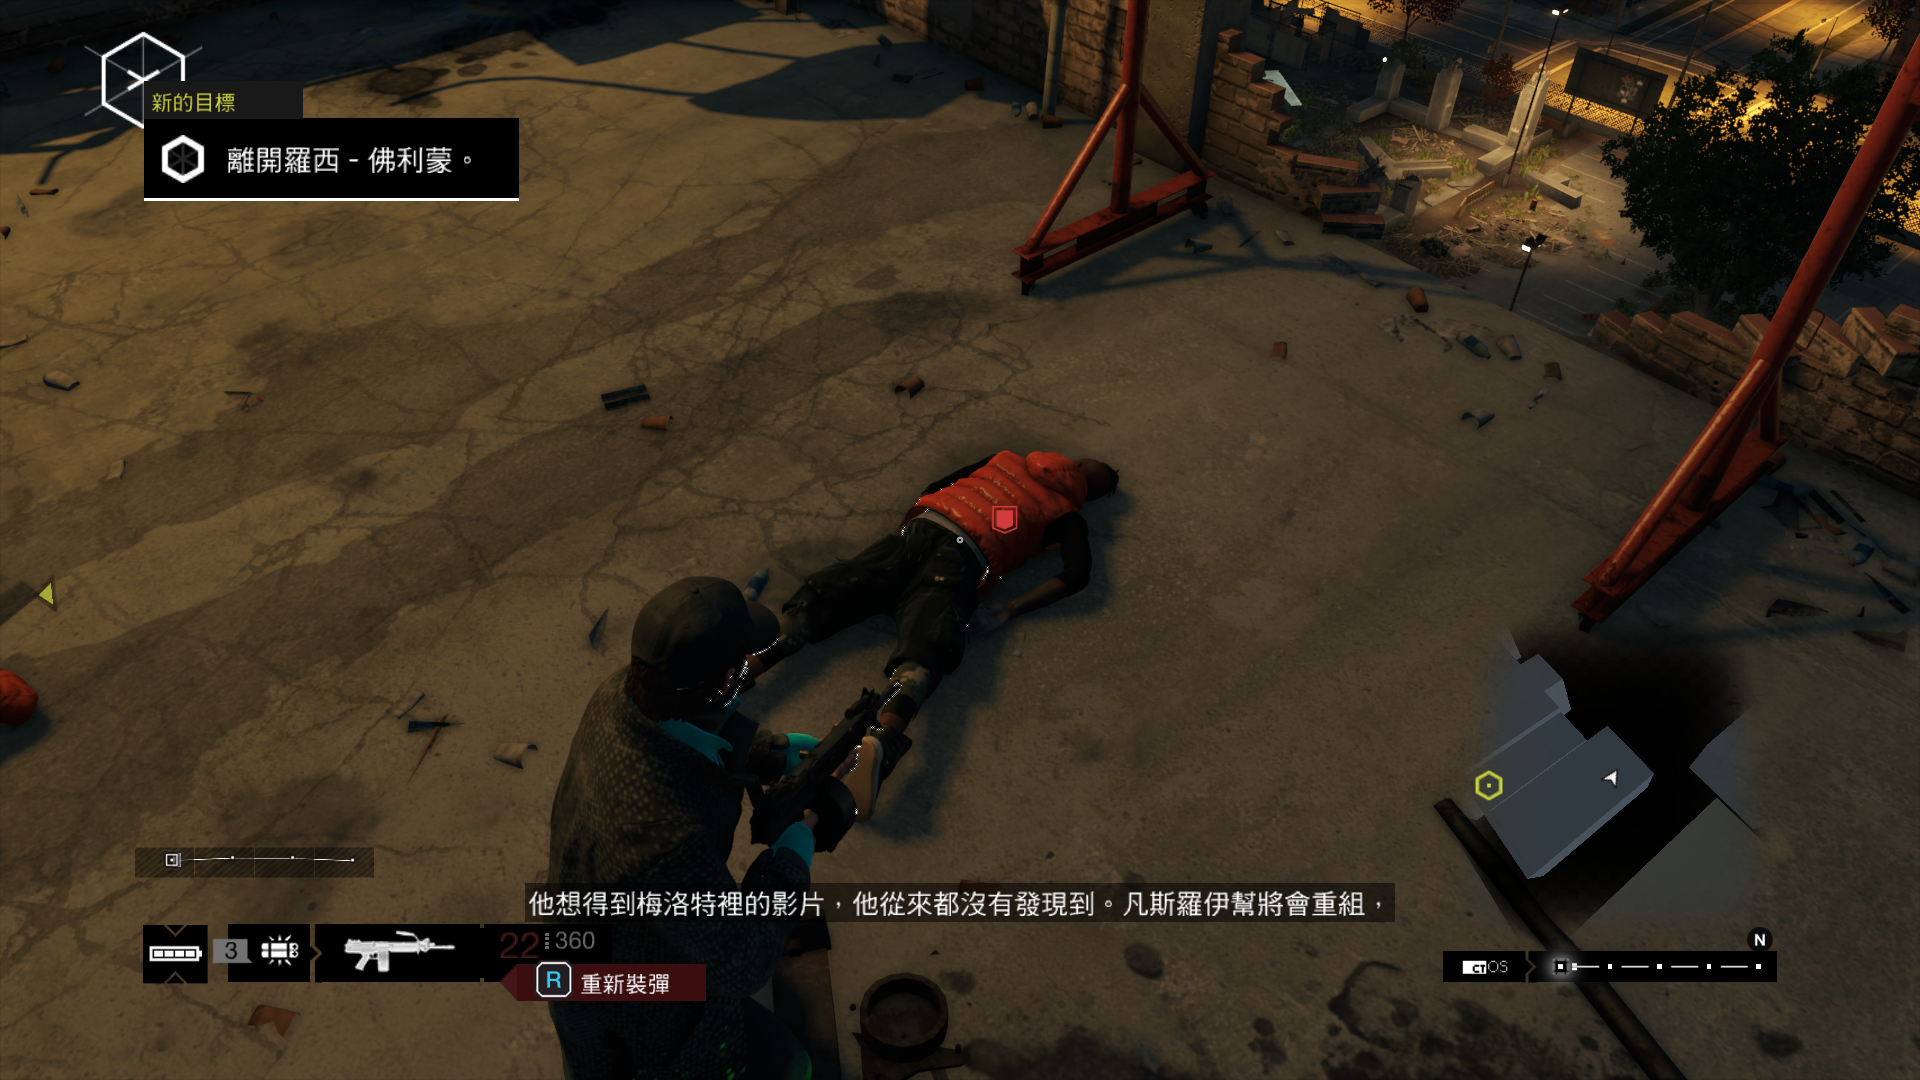 新的目標
離開羅西 - 佛利蒙。
他想得到梅洛特裡的影片，他從來都沒有發現到。凡斯羅伊幫將會重組，
3
22 360
R 重新裝彈
N
CTOS